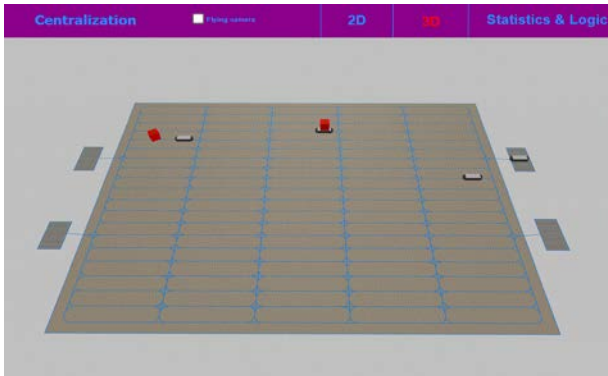 Centralization
Flying camera
2D
3D
Statistics & Logic